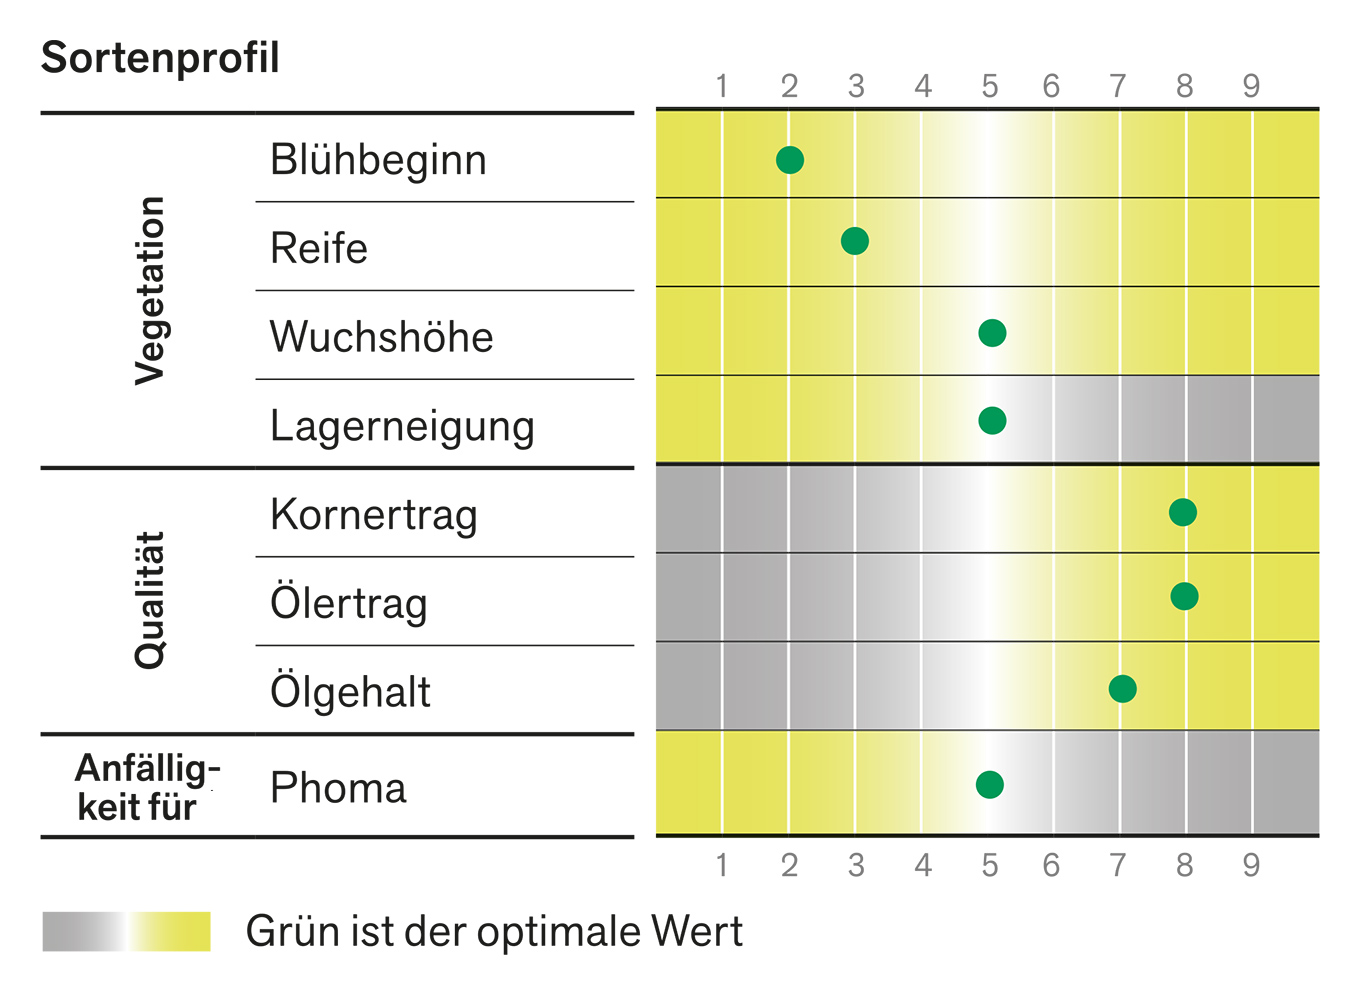 Sortenprofil
1 2 3 4 5 6 7 8 9
Vegetation
Blühbeginn
Reife
Wuchshöhe
Lagerneigung
Qualität
Kornertrag
Ölertrag
Ölgehalt
Anfällig-
keit für
Phoma
1 2 3 4 5 6 7 8 9
Grün ist der optimale Wert